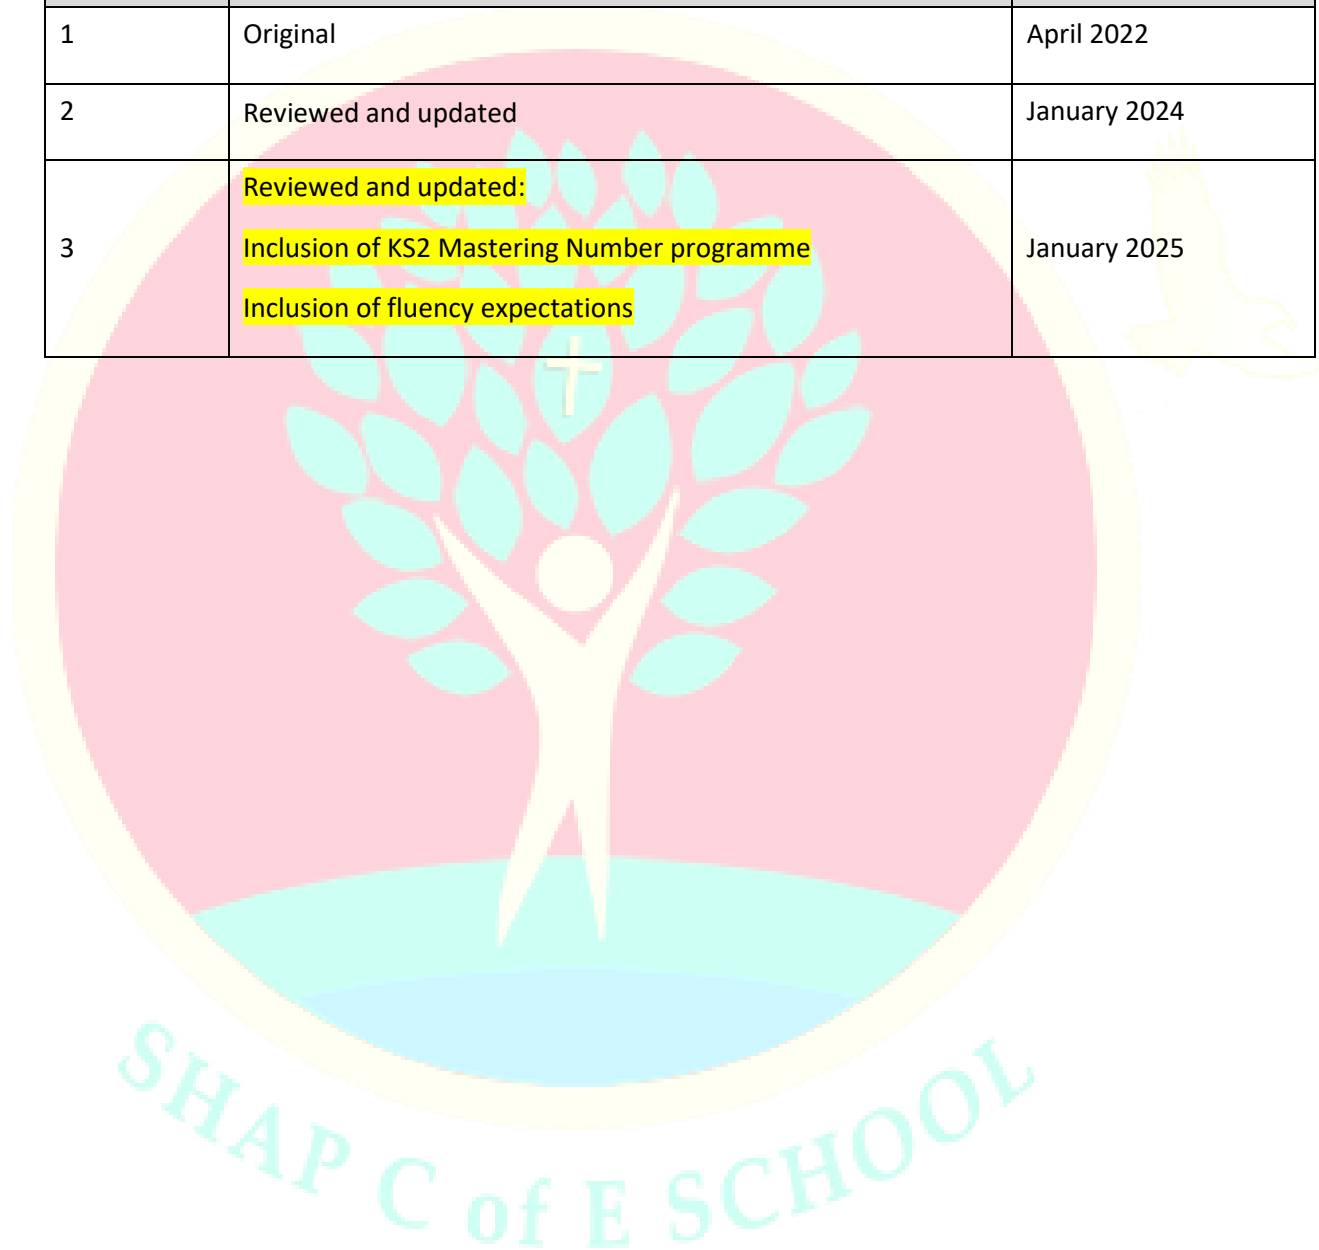 1 Original April 2022
2 Reviewed and updated January 2024
Reviewed and updated:
3 Inclusion of KS2 Mastering Number programme January 2025
Inclusion of fluency expectations
SHAP C of E SCHOOL